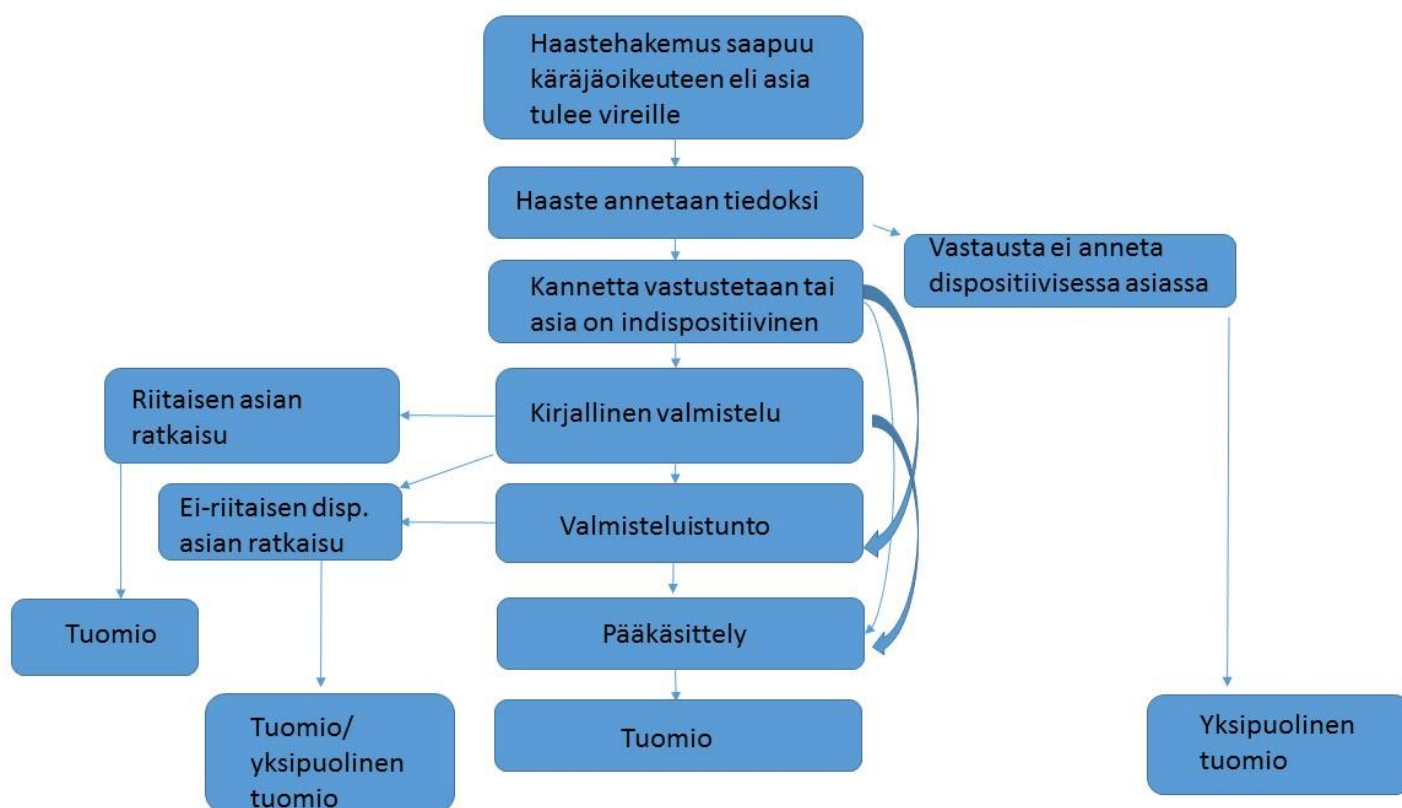 Haastehakemus saapuu
käräjäoikeuteen eli asia
tulee vireille
Haaste annetaan tiedoksi
Vastausta ei anneta
dispositiivisessa asiassa
Kannetta vastustetaan tai
asia on indispositiivinen
Riitaisen asian
ratkaisu
Kirjallinen valmistelu
Ei-riitaisen disp.
asian ratkaisu
Valmisteluistunto
Tuomio
Pääkäsittely
Tuomio/
yksipuolinen
tuomio
Tuomio
Yksipuolinen
tuomio